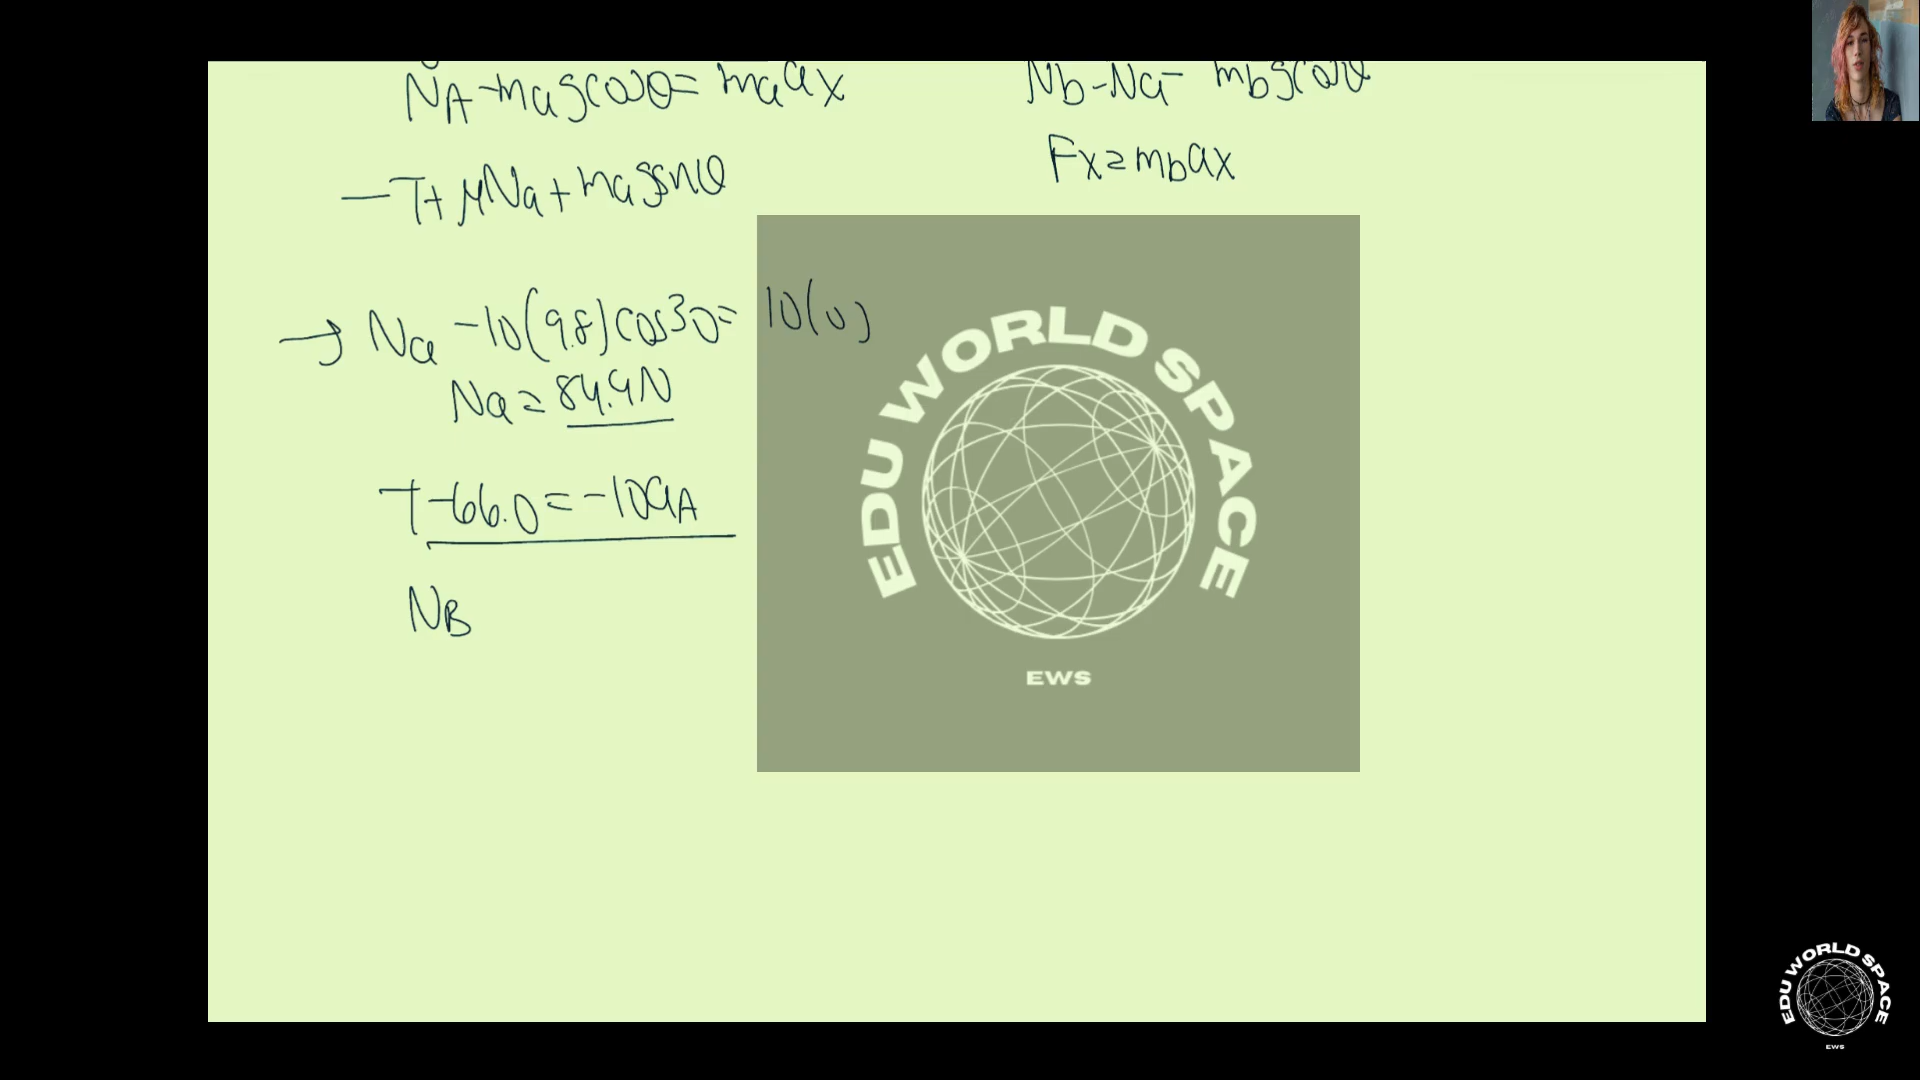 NA-magcosθ= maax
Nb-Na- mbgcosθ
-T+μNa+magsinθ
Fx=mbax
→ Na -10(9.8)cos30= 10(0)
Na=84.9N
T-66.0=-10aA
NB
EDU WORLD SPACE
EWS
EDU WORLD SPACE
EWS